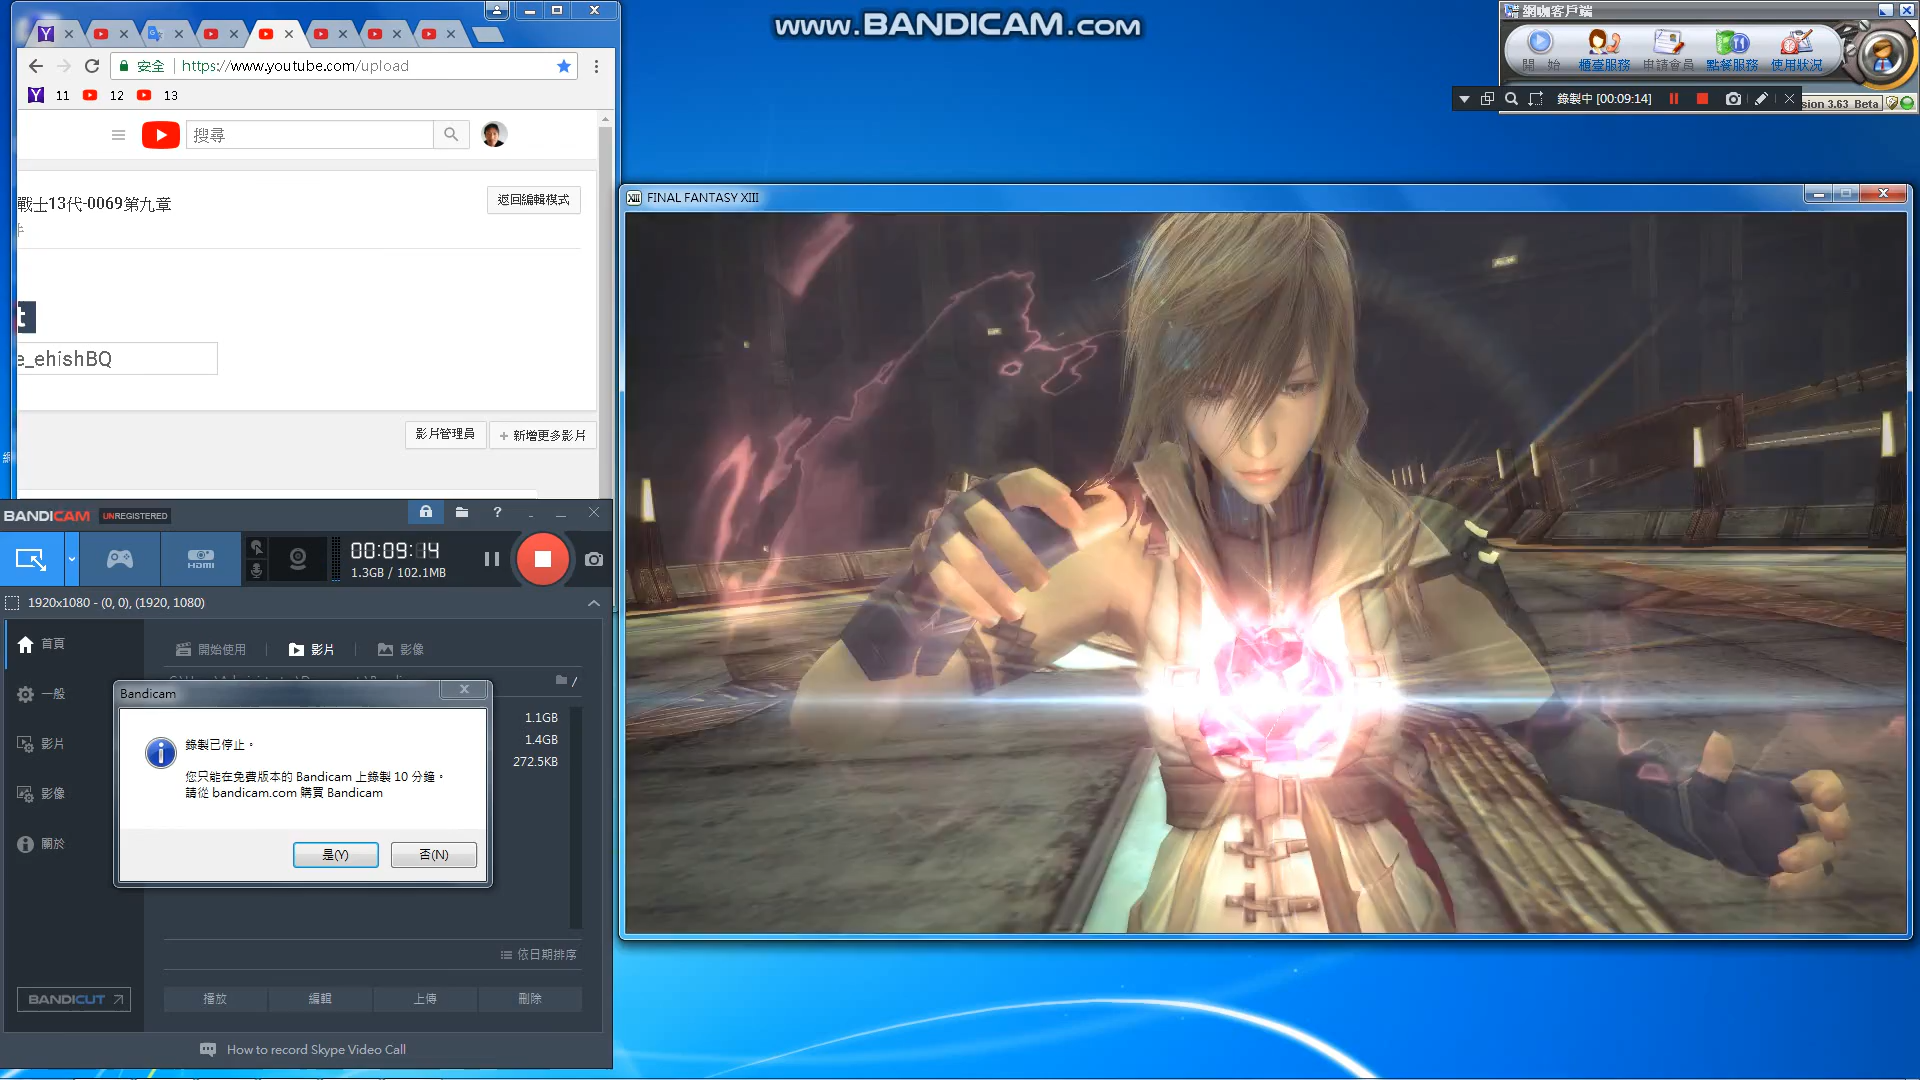 www.BANDICAM.com
安全
https://www.youtube.com/upload
11
12
13
搜尋
戰士13代-0069第九章
返回編輯模式
t
e_ehishBQ
影片管理員
+ 新增更多影片
BANDICAM
UNREGISTERED
?
HDMI
00:09:14
1.3GB / 102.1MB
1920x1080 - (0, 0), (1920, 1080)
首頁
一般
影片
影像
關於
開始使用
影片
影像
/
1.1GB
1.4GB
272.5KB
Bandicam
錄製已停止。
您只能在免費版本的 Bandicam 上錄製 10 分鐘。
請從 bandicam.com 購買 Bandicam
是(Y)
否(N)
依日期排序
BANDICUT
播放
編輯
上傳
刪除
How to record Skype Video Call
XIII
FINAL FANTASY XIII
網咖客戶端
開 始
櫃臺服務
申請會員
點餐服務
使用狀況
錄製中 [00:09:14]
sion 3.63 Beta